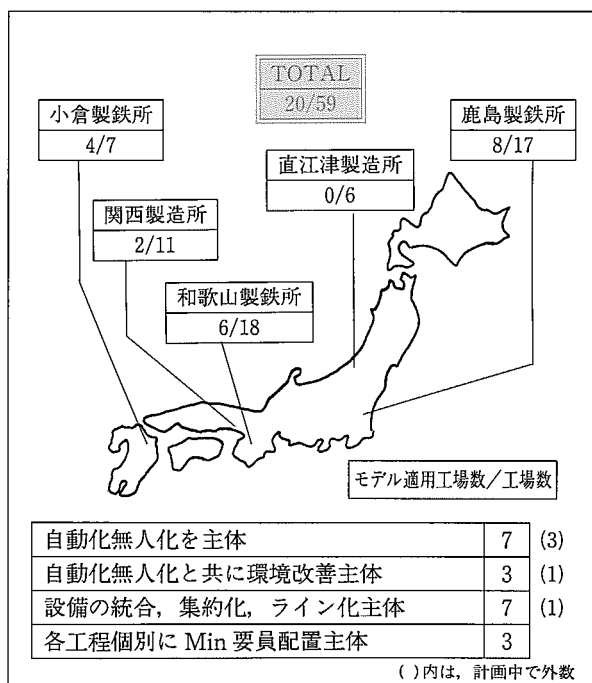 TOTAL
20/59
小倉製鉄所
4/7
鹿島製鉄所
8/17
直江津製造所
0/6
関西製造所
2/11
和歌山製鉄所
6/18
モデル適用工場数/工場数
自動化無人化を主体 7 (3)
自動化無人化と共に環境改善主体 3 (1)
設備の統合,集約化,ライン化主体 7 (1)
各工程個別に Min 要員配置主体 3
( )内は,計画中で外数